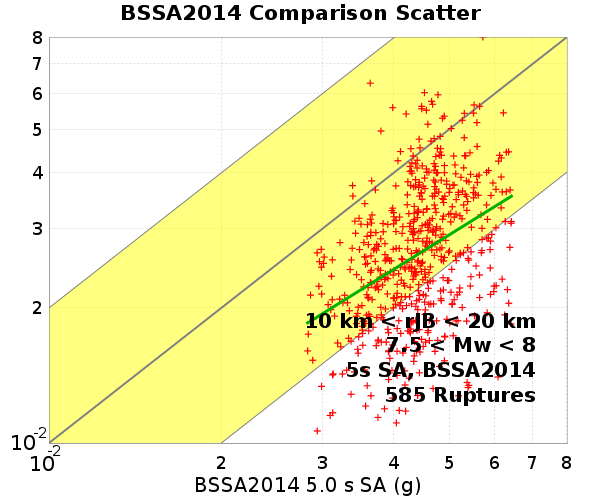 BSSA2014 Comparison Scatter
8
7
6
5
4
3
2
10⁻²
10 km < rJB < 20 km
7.5 < Mw < 8
5s SA, BSSA2014
585 Ruptures
10⁻² 2 3 4 5 6 7 8
BSSA2014 5.0 s SA (g)